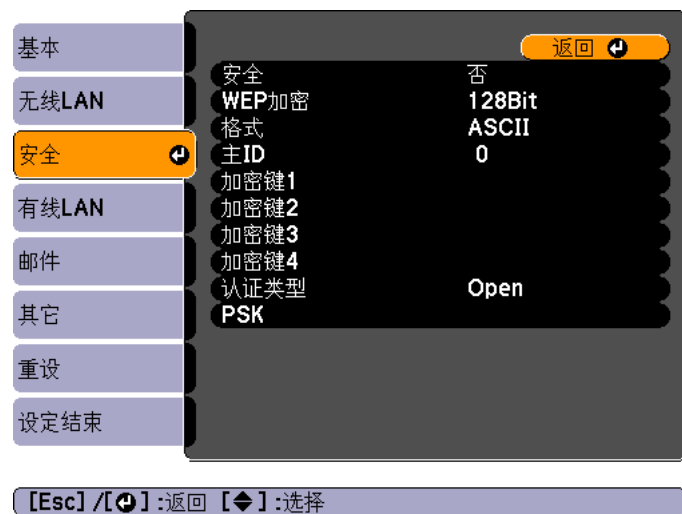 基本
无线LAN
安全
有线LAN
邮件
其它
重设
设定结束
返回
安全 否
WEP加密 128Bit
格式 ASCII
主ID 0
加密键1
加密键2
加密键3
加密键4
认证类型 Open
PSK
[Esc] /[ ] :返回 [ ] :选择